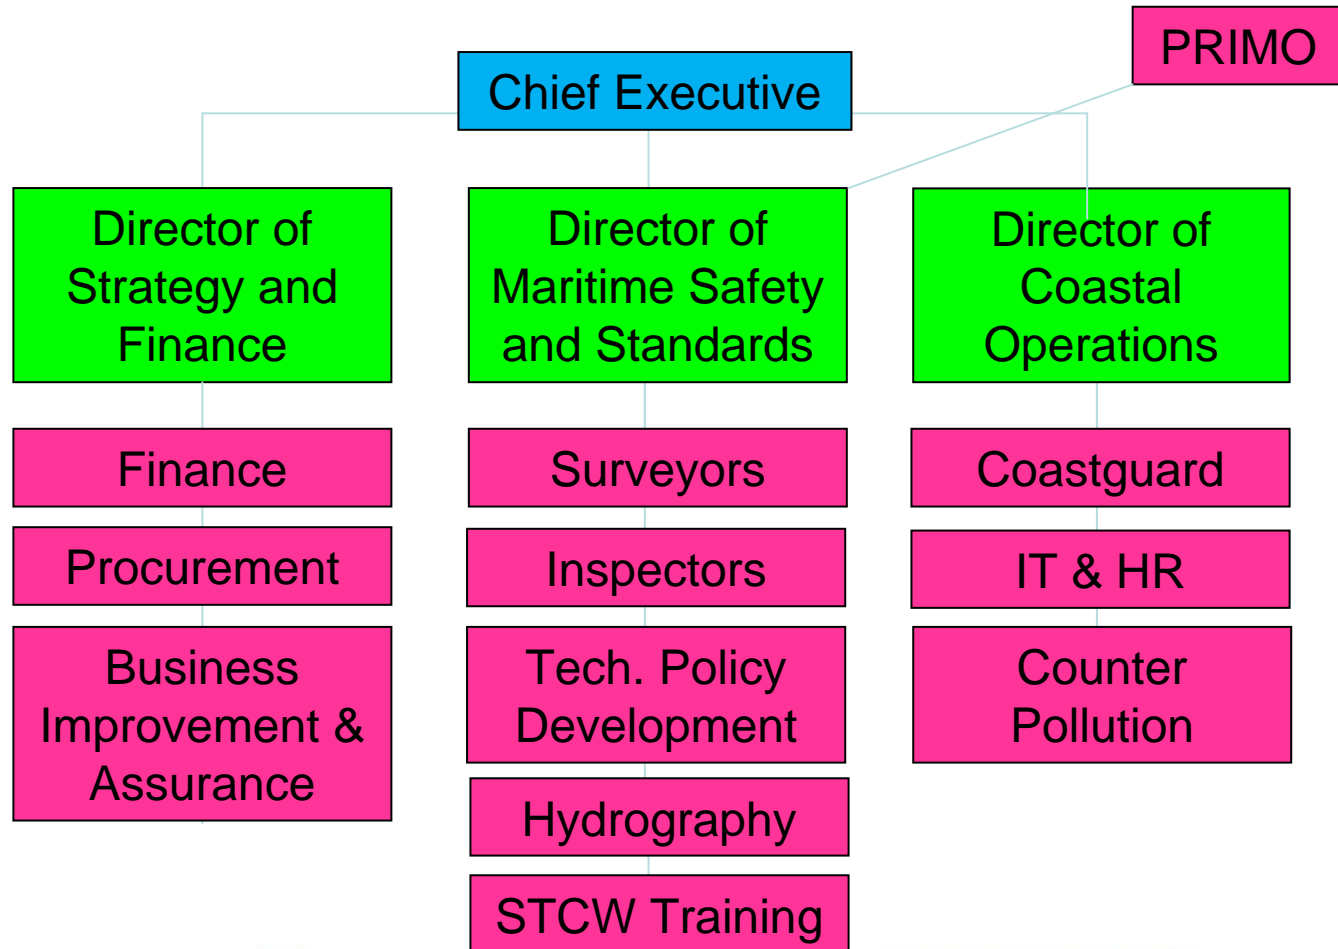 PRIMO
Chief Executive
Director of
Strategy and
Finance
Director of
Maritime Safety
and Standards
Director of
Coastal
Operations
Finance
Surveyors
Coastguard
Procurement
Inspectors
IT & HR
Business
Improvement &
Assurance
Tech. Policy
Development
Counter
Pollution
Hydrography
STCW Training